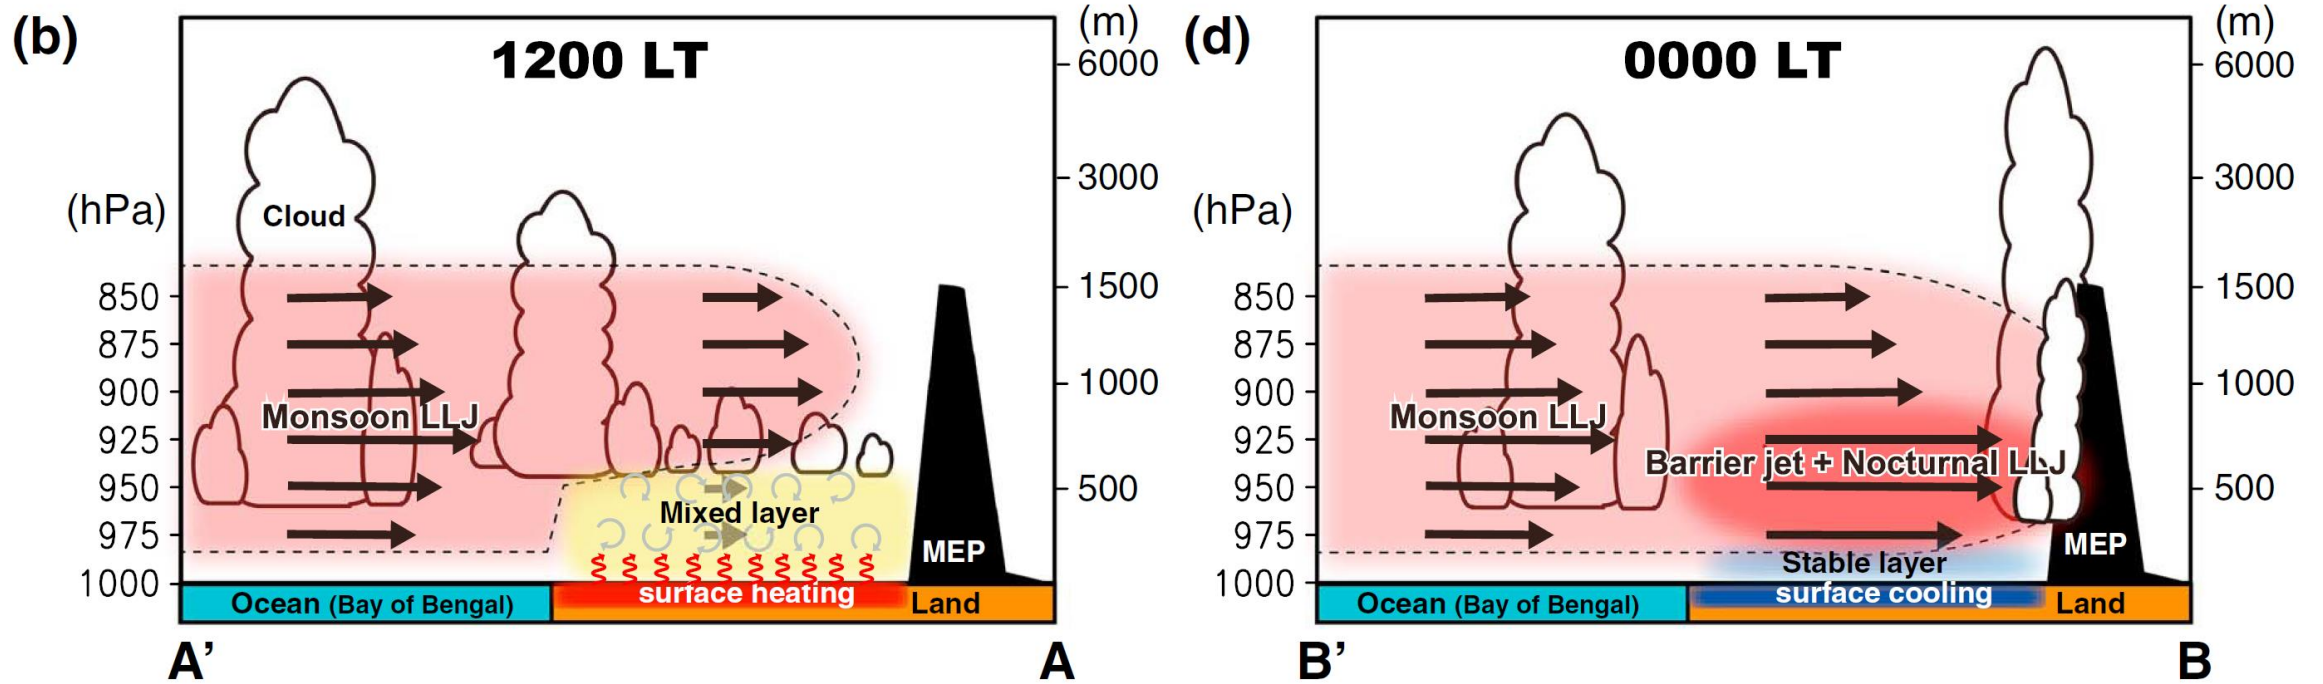 (b)
1200 LT
(m)
6000
3000
1500
1000
500
(hPa)
850
875
900
925
950
975
1000
Cloud
Monsoon LLJ
Mixed layer
MEP
surface heating
Ocean (Bay of Bengal)
Land
A’
A
(d)
0000 LT
(m)
6000
3000
1500
1000
500
(hPa)
850
875
900
925
950
975
1000
Monsoon LLJ
Barrier jet + Nocturnal LLJ
MEP
Stable layer
surface cooling
Ocean (Bay of Bengal)
Land
B’
B